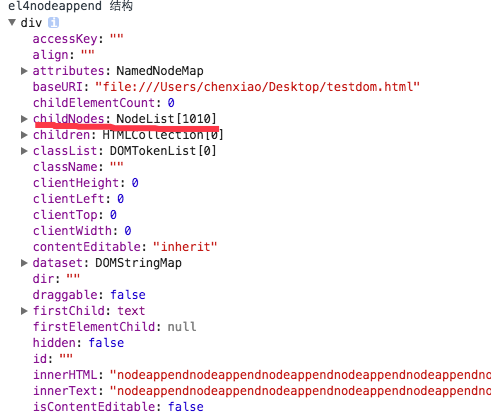 el4nodeappend 结构
▼ div i
accessKey: ""
align: ""
▶ attributes: NamedNodeMap
baseURI: "file:///Users/chenxiao/Desktop/testdom.html"
childElementCount: 0
▶ childNodes: NodeList[1010]
▶ children: HTMLCollection[0]
▶ classList: DOMTokenList[0]
className: ""
clientHeight: 0
clientLeft: 0
clientTop: 0
clientWidth: 0
contentEditable: "inherit"
▶ dataset: DOMStringMap
dir: ""
draggable: false
▶ firstChild: text
firstElementChild: null
hidden: false
id: ""
innerHTML: "nodeappendnodeappendnodeappendnodeappendnodeappendno
innerText: "nodeappendnodeappendnodeappendnodeappendnodeappendno
isContentEditable: false